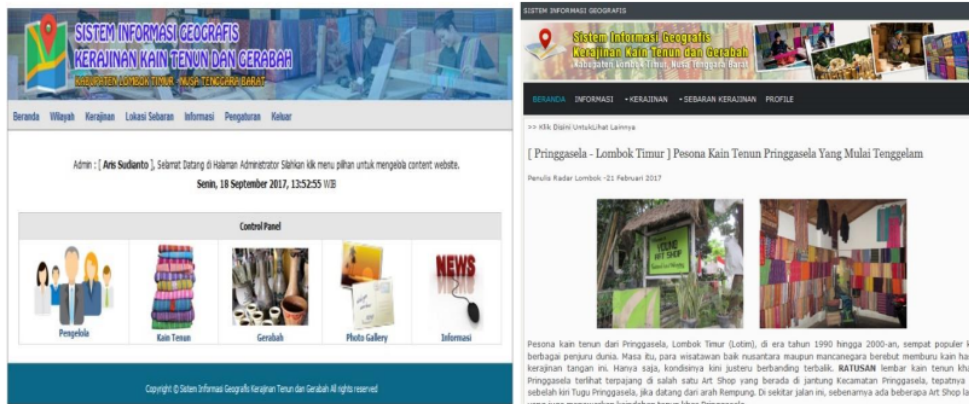 SISTEM INFORMASI GEOGRAFIS
KERAJINAN KAIN TENUN DAN GERABAH
KABUPATEN LOMBOK TIMUR - NUSA TENGGARA BARAT
Beranda Wilayah Kerajinan Lokasi Sebaran Informasi Pengaturan Keluar
Admin : [ Aris Sudianto ], Selamat Datang di Halaman Administrator Silahkan klik menu pilihan untuk mengelola content website.
Senin, 18 September 2017, 13:52:55 WIB
Control Panel
Pengelola Kain Tenun Gerabah Photo Gallery Informasi
NEWS
Copyright © Sistem Informasi Geografis Kerajinan Tenun dan Gerabah All rights reserved
SISTEM INFORMASI GEOGRAFIS
Sistem Informasi Geografis
Kerajinan Kain Tenun dan Gerabah
Kabupaten Lombok Timur, Nusa Tenggara Barat
BERANDA INFORMASI KERAJINAN SEBARAN KERAJINAN PROFILE
>> Klik Disini UntukLihat Lainnya
[ Pringgasela - Lombok Timur ] Pesona Kain Tenun Pringgasela Yang Mulai Tenggelam
Penulis Radar Lombok -21 Februari 2017
YOUNG
ART SHOP
Pesona kain tenun dari Pringgasela, Lombok Timur (Lotim), di era tahun 1990 hingga 2000-an, sempat populer k
berbagai penjuru dunia. Masa itu, para wisatawan baik nusantara maupun mancanegara berebut memburu kain has
kerajinan tangan ini. Hanya saja, kondisinya kini justeru berbanding terbalik. RATUSAN lembar kain tenun kha
Pringgasela terlihat terpajang di salah satu Art Shop yang berada di jantung Kecamatan Pringgasela, tepatnya
sebelah kiri Tugu Pringgasela, jika datang dari arah Rempung. Di sekitar jalan ini, sebenarnya ada beberapa Art Shop la